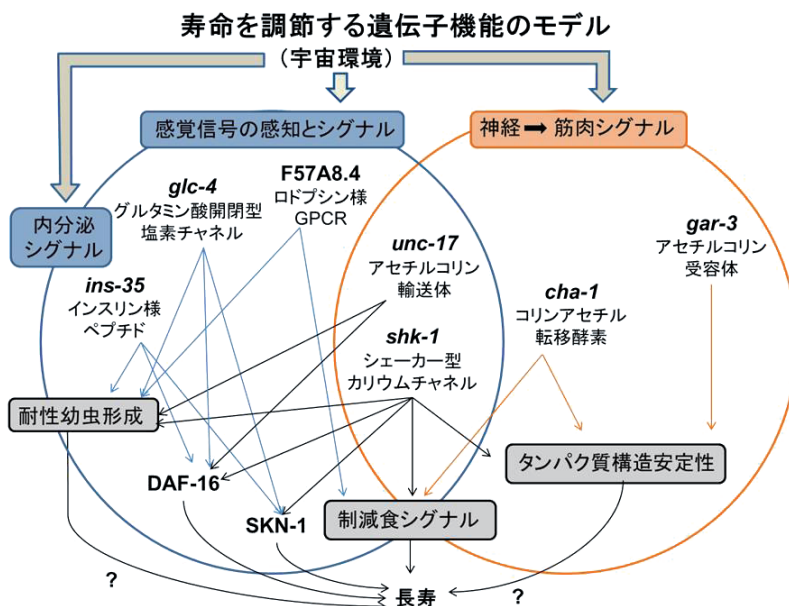 寿命を調節する遺伝子機能のモデル
（宇宙環境）
感覚信号の感知とシグナル
神経➡筋肉シグナル
内分泌
シグナル
glc-4
グルタミン酸開閉型
塩素チャネル
F57A8.4
ロドプシン様
GPCR
ins-35
インスリン様
ペプチド
unc-17
アセチルコリン
輸送体
shk-1
シェーカー型
カリウムチャネル
cha-1
コリンアセチル
転移酵素
gar-3
アセチルコリン
受容体
耐性幼虫形成
DAF-16
SKN-1
制減食シグナル
タンパク質構造安定性
?
長寿
?